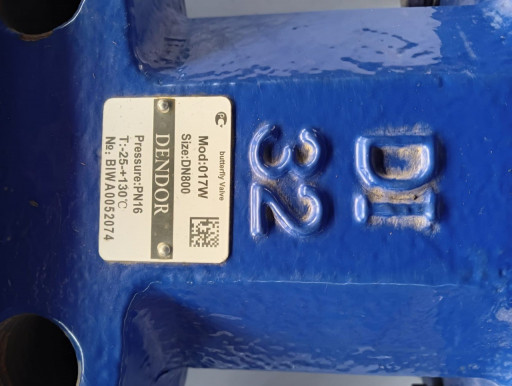 DI
32
butterfly Valve
Mod:017W
Size:DN800
DENDOR
Pressure:PN16
T:-25-+130℃
№: BIWA0052074